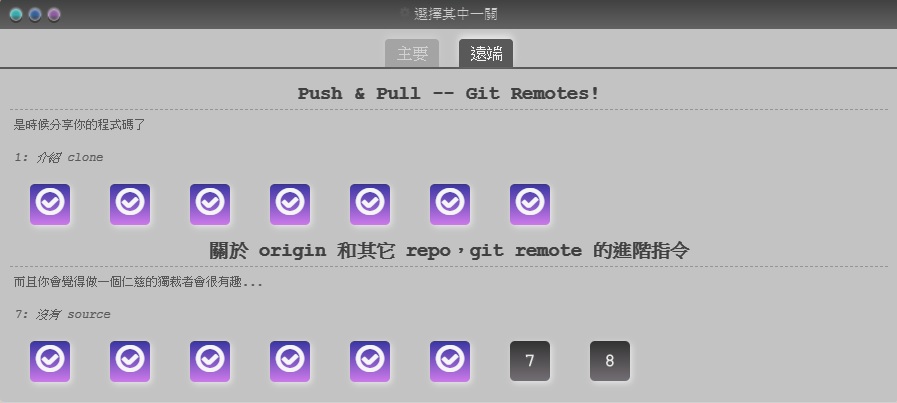 選擇其中一關
主要 遠端
Push & Pull -- Git Remotes!
是時候分享你的程式碼了
1: 介紹 clone
關於 origin 和其它 repo，git remote 的進階指令
而且你會覺得做一個仁慈的獨裁者會很有趣...
7: 沒有 source
7 8